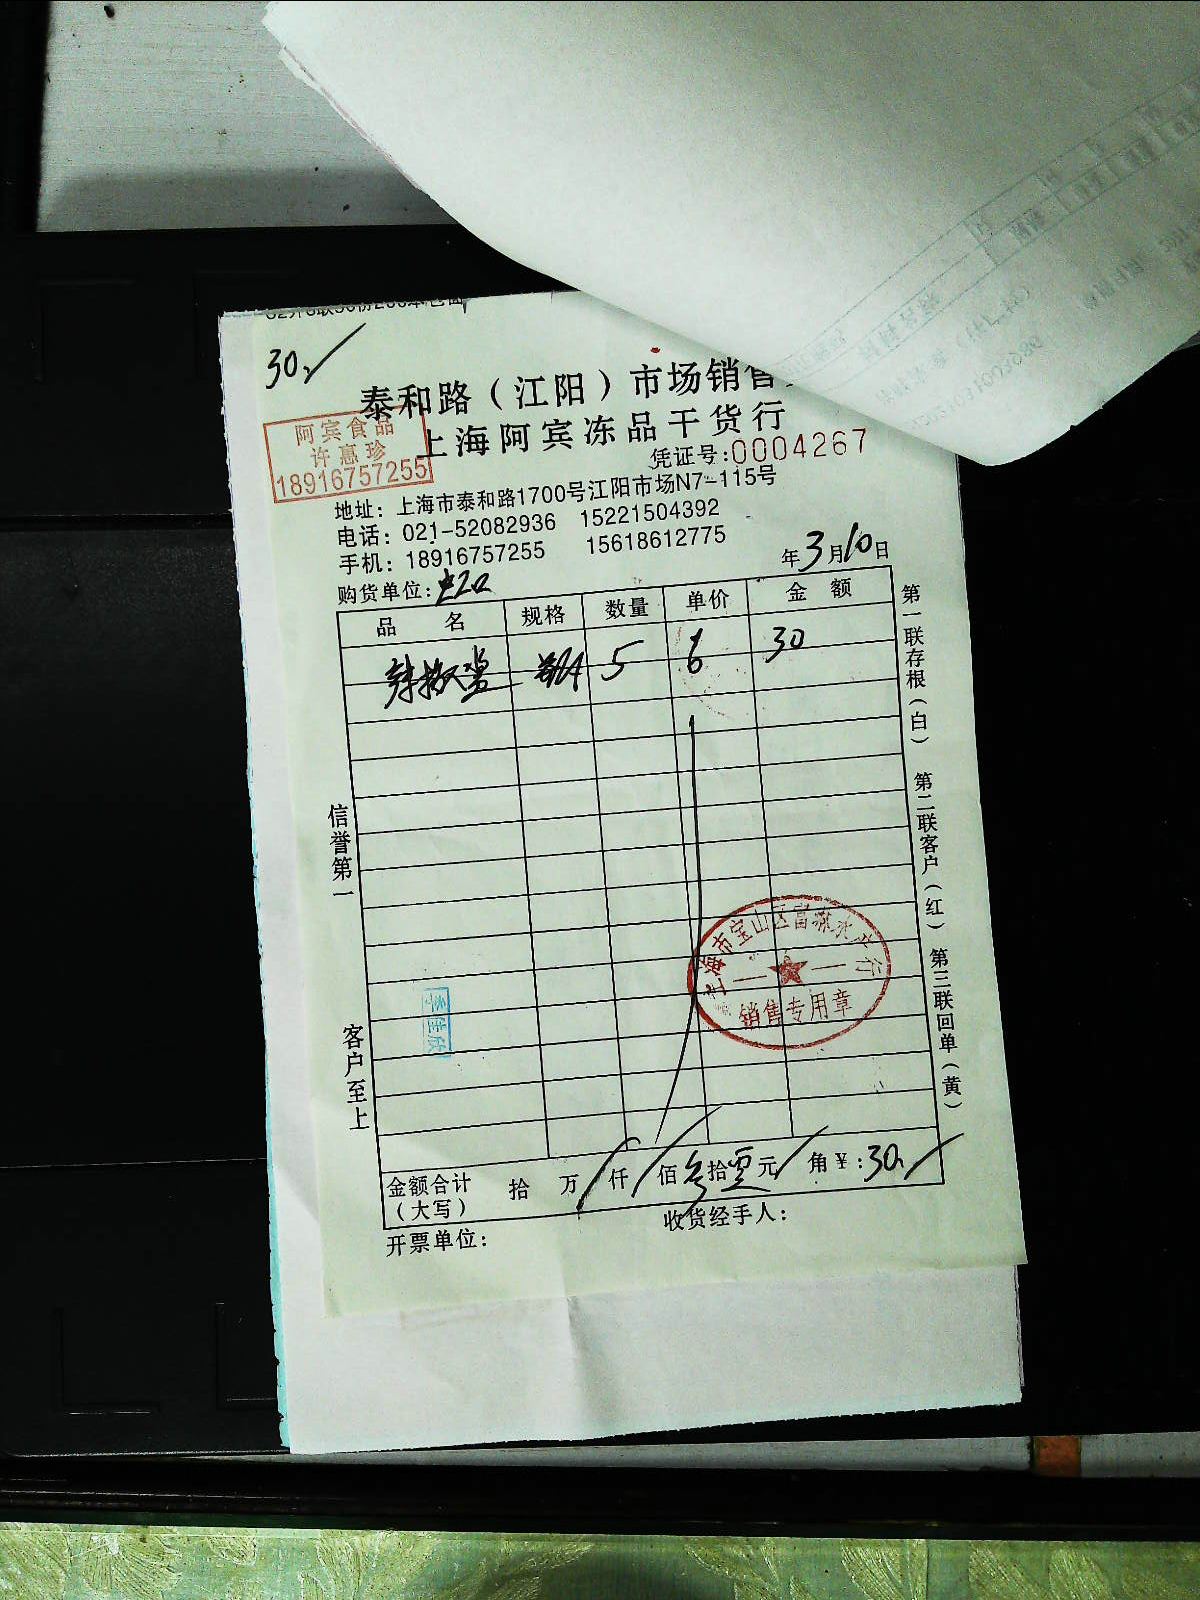 30.
泰和路（江阳）市场销售
上海阿宾冻品干货行
阿宾食品
许惠珍
18916757255
凭证号:0004267
地址：上海市泰和路1700号江阳市场N7-115号
电话：021-52082936 15221504392
手机：18916757255 15618612775
年3月10日
购货单位:
品名 规格 数量 单价 金额
5 6 30
信誉第一
客户至上
第一联存根(白) 第二联客户(红) 第三联回单(黄)
季佳欣
销售专用章
金额合计 拾 万 仟 佰 叁拾零元 角¥:30.
（大写）
收货经手人：
开票单位：